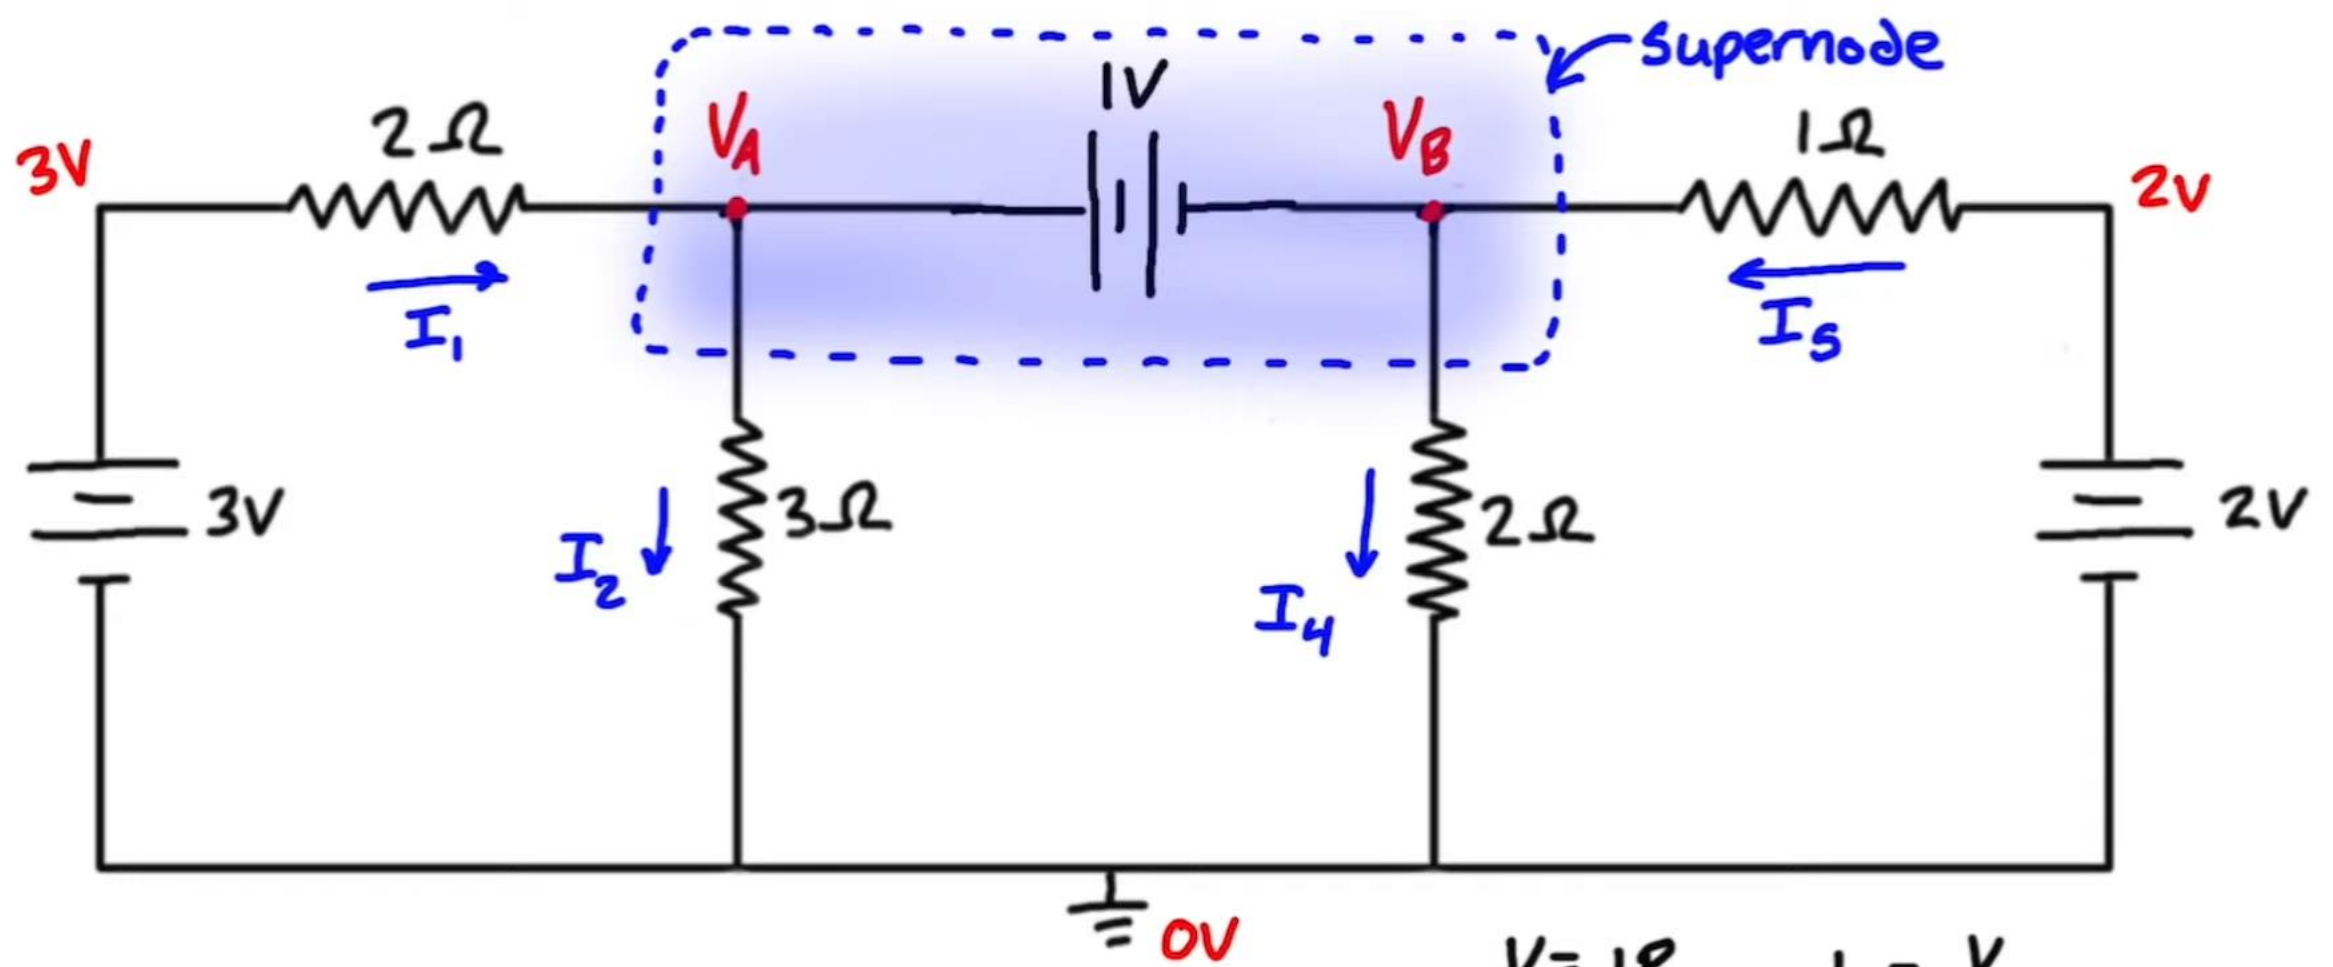 Supernode
1V
2Ω
VA
VB
1Ω
3V
2V
I1
I5
3V
3Ω
2Ω
2V
I2
I4
0V